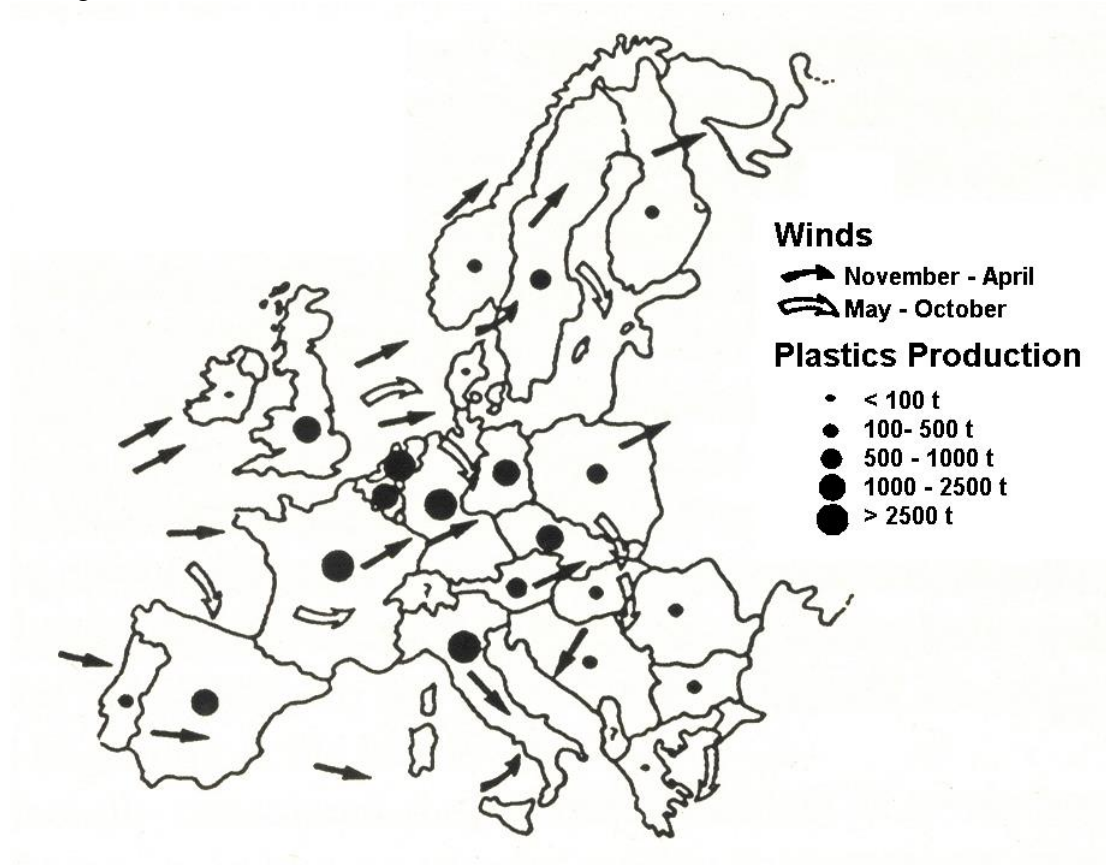 Winds
November - April
May - October
Plastics Production
< 100 t
100- 500 t
500 - 1000 t
1000 - 2500 t
> 2500 t
?
?